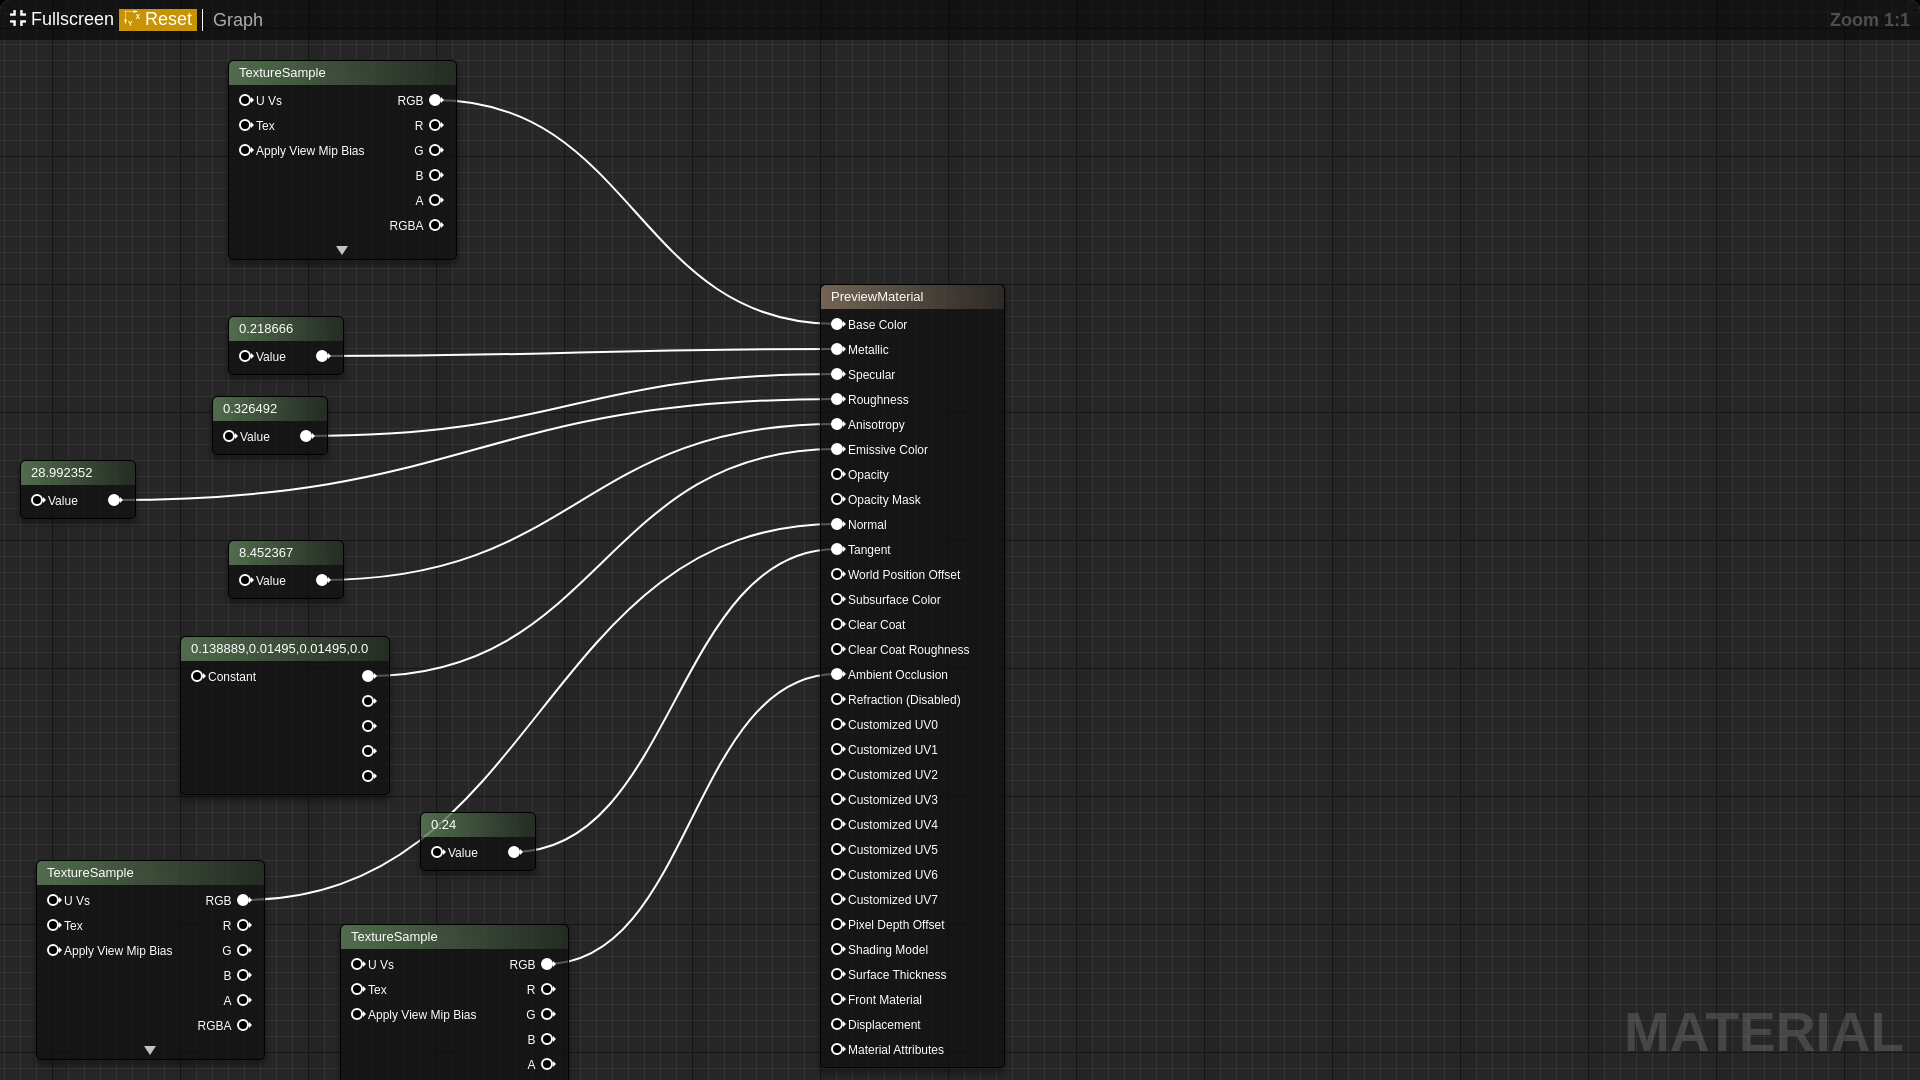 Fullscreen Reset Graph
Zoom 1:1
TextureSample
U Vs RGB
Tex R
Apply View Mip Bias G
B
A
RGBA
0.218666
Value
0.326492
Value
28.992352
Value
8.452367
Value
0.138889,0.01495,0.01495,0.0
Constant
0.24
Value
TextureSample
U Vs RGB
Tex R
Apply View Mip Bias G
B
A
RGBA
TextureSample
U Vs RGB
Tex R
Apply View Mip Bias G
B
A
PreviewMaterial
Base Color
Metallic
Specular
Roughness
Anisotropy
Emissive Color
Opacity
Opacity Mask
Normal
Tangent
World Position Offset
Subsurface Color
Clear Coat
Clear Coat Roughness
Ambient Occlusion
Refraction (Disabled)
Customized UV0
Customized UV1
Customized UV2
Customized UV3
Customized UV4
Customized UV5
Customized UV6
Customized UV7
Pixel Depth Offset
Shading Model
Surface Thickness
Front Material
Displacement
Material Attributes
MATERIAL